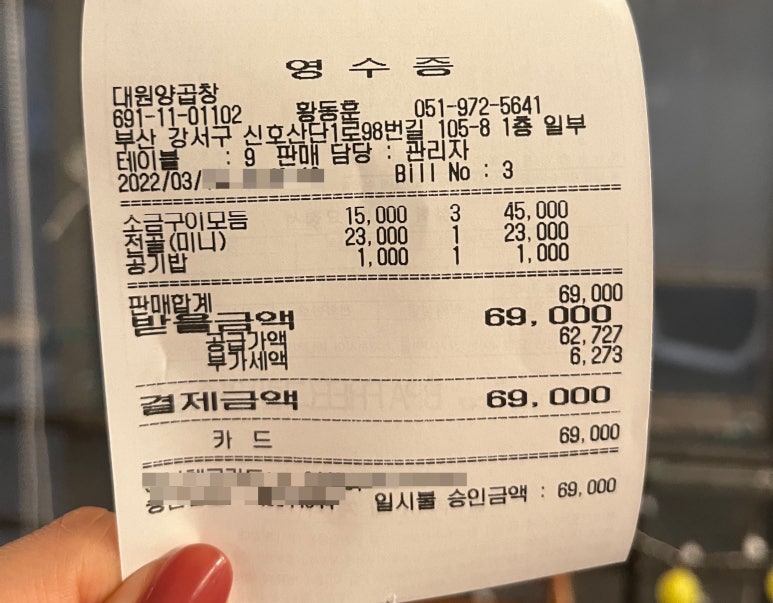 영 수 증
대원양곱창
691-11-01102 황동훈 051-972-5641
부산 강서구 신호산단1로98번길 105-8 1층 일부
테이블 : 9 판매 담당 : 관리자
2022/03/ Bill No : 3
소금구이모듬 15,000 3 45,000
전골(미니) 23,000 1 23,000
공기밥 1,000 1 1,000
판매합계 69,000
받을금액 69,000
공급가액 62,727
부가세액 6,273
결제금액 69,000
카 드 69,000
일시불 승인금액 : 69,000